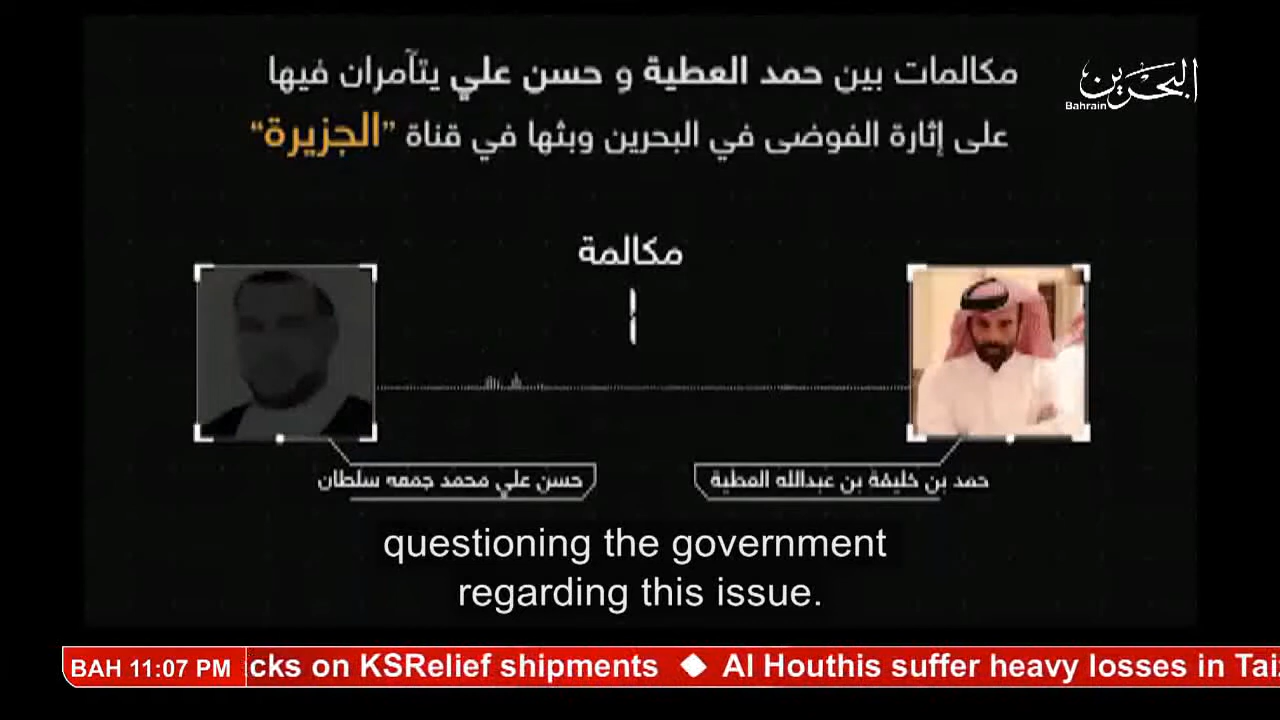 مكالمات بين حمد العطية و حسن علي يتآمران فيها
على إثارة الفوضى في البحرين وبثها في قناة "الجزيرة"
البحرين
Bahrain
مكالمة
1
حسن علي محمد جمعه سلطان
حمد بن خليفة بن عبدالله العطية
questioning the government
regarding this issue.
BAH 11:07 PM
cks on KSRelief shipments ◆ Al Houthis suffer heavy losses in Taiz